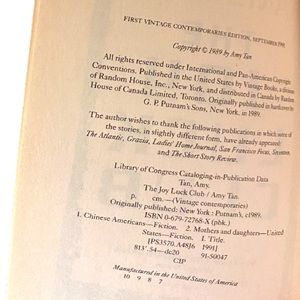 FIRST VINTAGE CONTEMPORARIES EDITION, SEPTEMBER
Copyright © 1989 by Amy Tan
All rights reserved under International and Pan-American Copyright
Conventions. Published in the United States by Vintage Books, a division
of Random House, Inc., New York, and distributed in Canada by Random
House of Canada Limited, Toronto. Originally published in hardcover by
G. P. Putnam's Sons, New York, in 1989.
The author wishes to thank the following publications in which some of
the stories, in slightly different form, have already appeared:
The Atlantic, Grazia, Ladies' Home Journal, San Francisco Focus, Seventeen,
and The Short Story Review.
Library of Congress Cataloging-in-Publication Data
Tan, Amy.
The Joy Luck Club / Amy Tan.
p. cm.—(Vintage contemporaries)
Originally published: New York : Putnam's, c1989.
ISBN 0-679-72768-X (pbk.)
1. Chinese Americans—Fiction. 2. Mothers and daughters—United
States—Fiction. I. Title.
[PS3570.A48J6 1991]
813'.54—dc20 91-50047
CIP
Manufactured in the United States of America
10 9 8 7